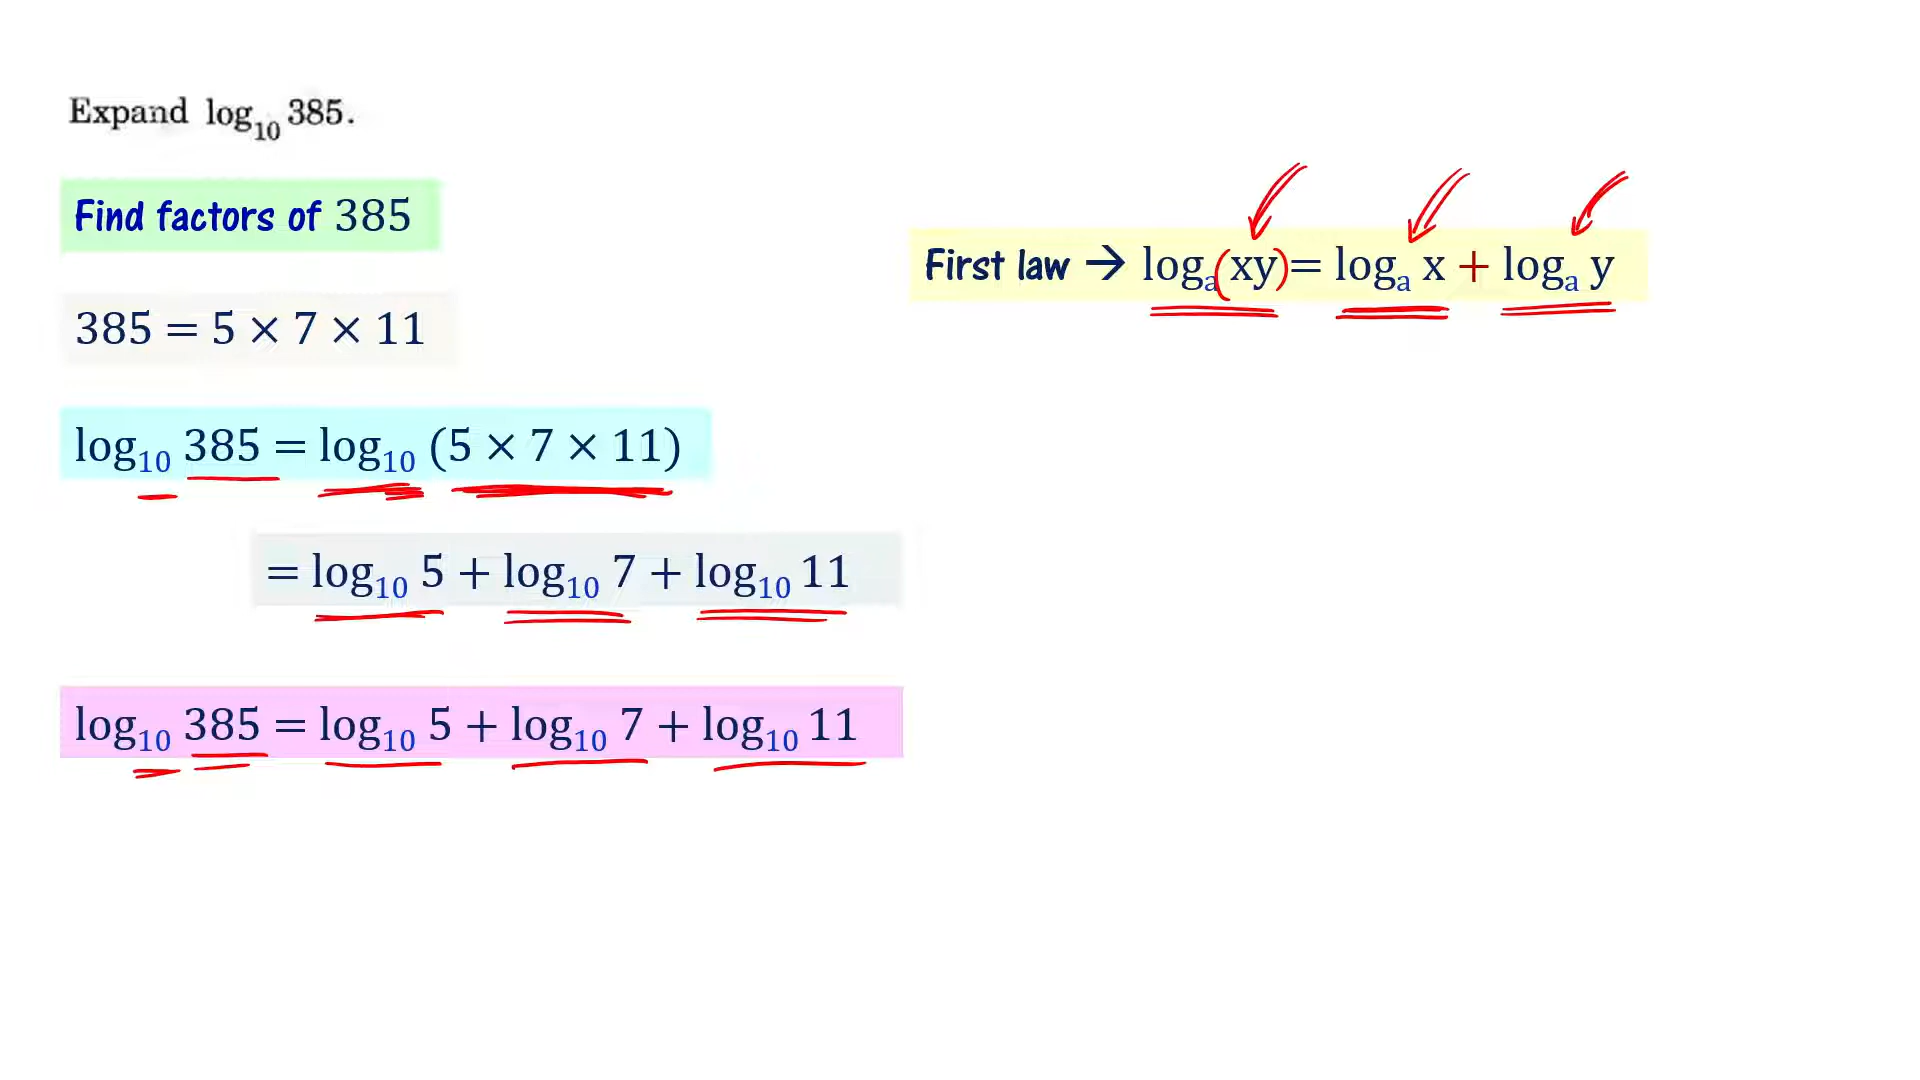 Expand log₁₀ 385.
Find factors of 385
385 = 5 × 7 × 11
log₁₀ 385 = log₁₀ (5 × 7 × 11)
= log₁₀ 5 + log₁₀ 7 + log₁₀ 11
log₁₀ 385 = log₁₀ 5 + log₁₀ 7 + log₁₀ 11
First law → logₐ(xy) = logₐ x + logₐ y